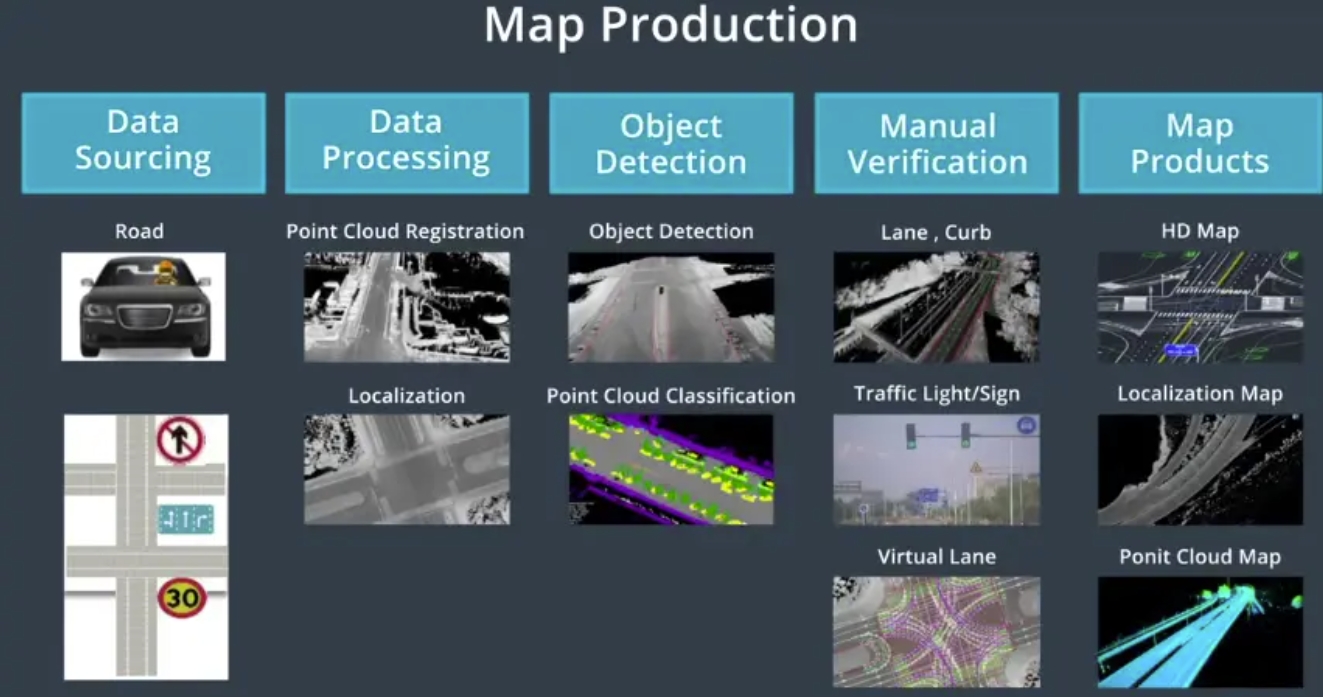 Map Production
Data
Sourcing
Data
Processing
Object
Detection
Manual
Verification
Map
Products
Road
Point Cloud Registration
Object Detection
Lane , Curb
HD Map
Localization
Point Cloud Classification
Traffic Light/Sign
Localization Map
30
Virtual Lane
Ponit Cloud Map